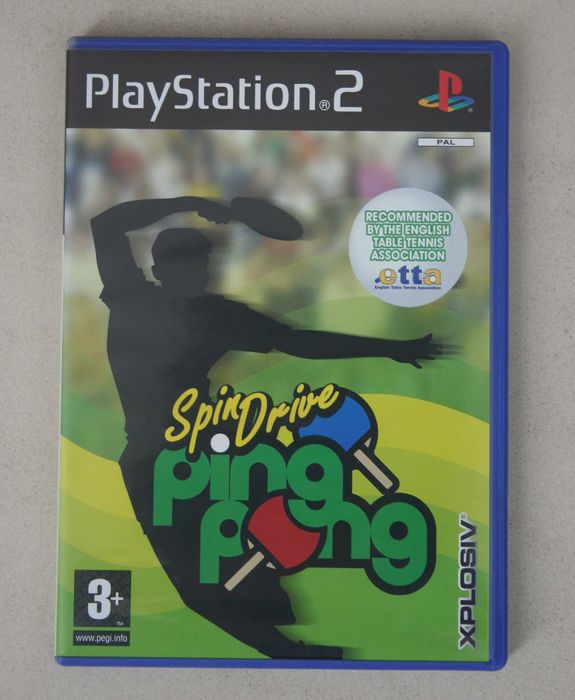 PlayStation®2
PAL
RECOMMENDED
BY THE ENGLISH
TABLE TENNIS
ASSOCIATION
etta
English Table Tennis Association
Spin Drive
ping
pong
XPLOSIV®
3+
™
www.pegi.info